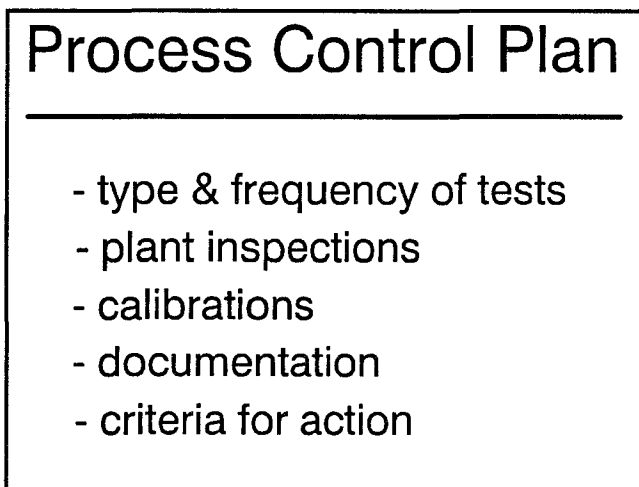 Process Control Plan
- type & frequency of tests
- plant inspections
- calibrations
- documentation
- criteria for action